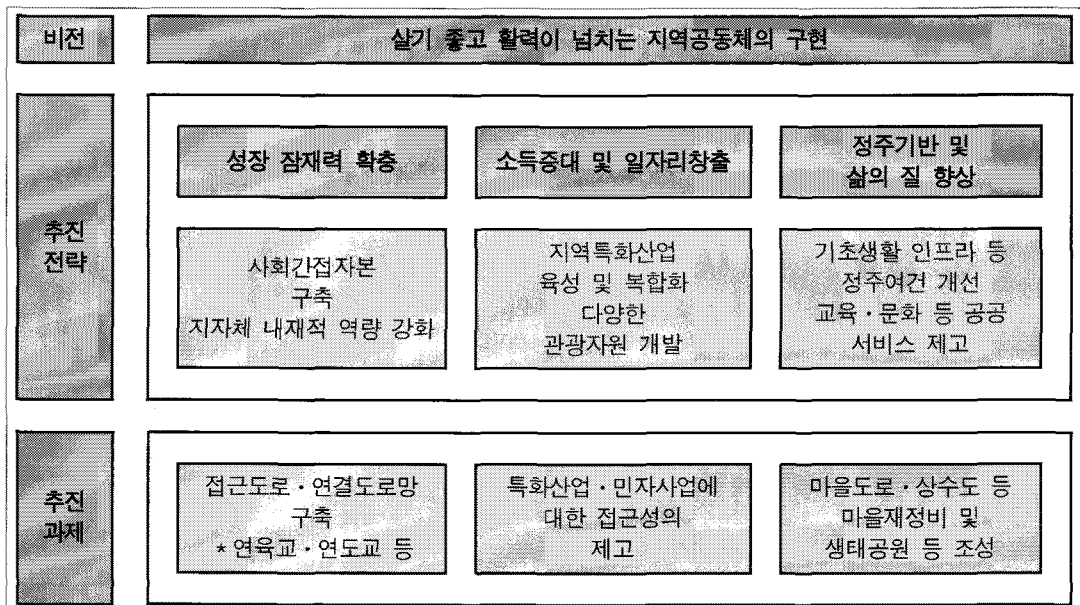 비전
살기 좋고 활력이 넘치는 지역공동체의 구현
추진
전략
성장 잠재력 확충
소득증대 및 일자리창출
정주기반 및
삶의 질 향상
사회간접자본
구축
지자체 내재적 역량 강화
지역특화산업
육성 및 복합화
다양한
관광자원 개발
기초생활 인프라 등
정주여건 개선
교육·문화 등 공공
서비스 제고
추진
과제
접근도로·연결도로망
구축
*연육교·연도교 등
특화산업·민자사업에
대한 접근성의
제고
마을도로·상수도 등
마을재정비 및
생태공원 등 조성